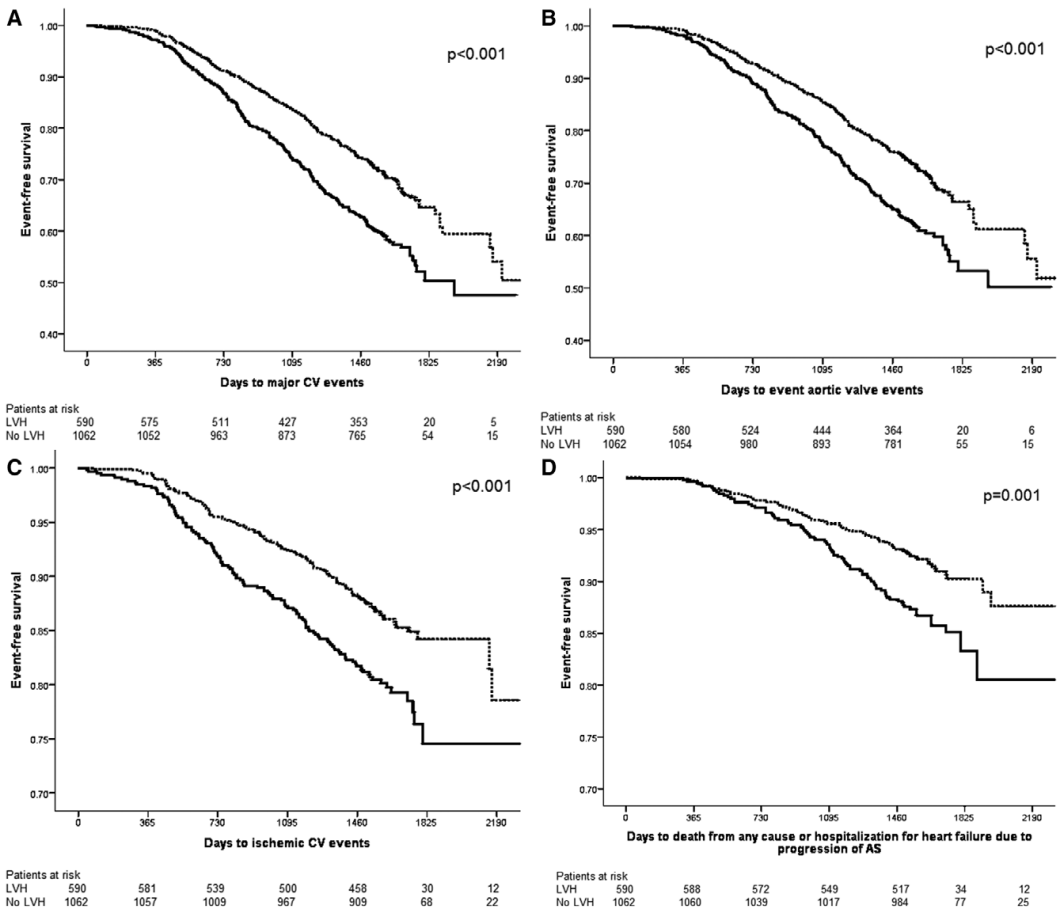 A
p<0.001
Event-free survival
1.00
0.90
0.80
0.70
0.60
0.50
0.40
0 365 730 1095 1460 1825 2190
Days to major CV events
Patients at risk
LVH 590 575 511 427 353 20 5
No LVH 1062 1052 963 873 765 54 15
B
p<0.001
Event-free survival
1.00
0.90
0.80
0.70
0.60
0.50
0.40
0 365 730 1095 1460 1825 2190
Days to event aortic valve events
Patients at risk
LVH 590 580 524 444 364 20 6
No LVH 1062 1054 980 893 781 55 15
C
p<0.001
Event-free survival
1.00
0.95
0.90
0.85
0.80
0.75
0.70
0 365 730 1095 1460 1825 2190
Days to ischemic CV events
Patients at risk
LVH 590 581 539 500 458 30 12
No LVH 1062 1057 1009 967 909 68 22
D
p=0.001
Event-free survival
1.00
0.95
0.90
0.85
0.80
0.75
0.70
0 365 730 1095 1460 1825 2190
Days to death from any cause or hospitalization for heart failure due to
progression of AS
Patients at risk
LVH 590 588 572 549 517 34 12
No LVH 1062 1060 1039 1017 984 77 25